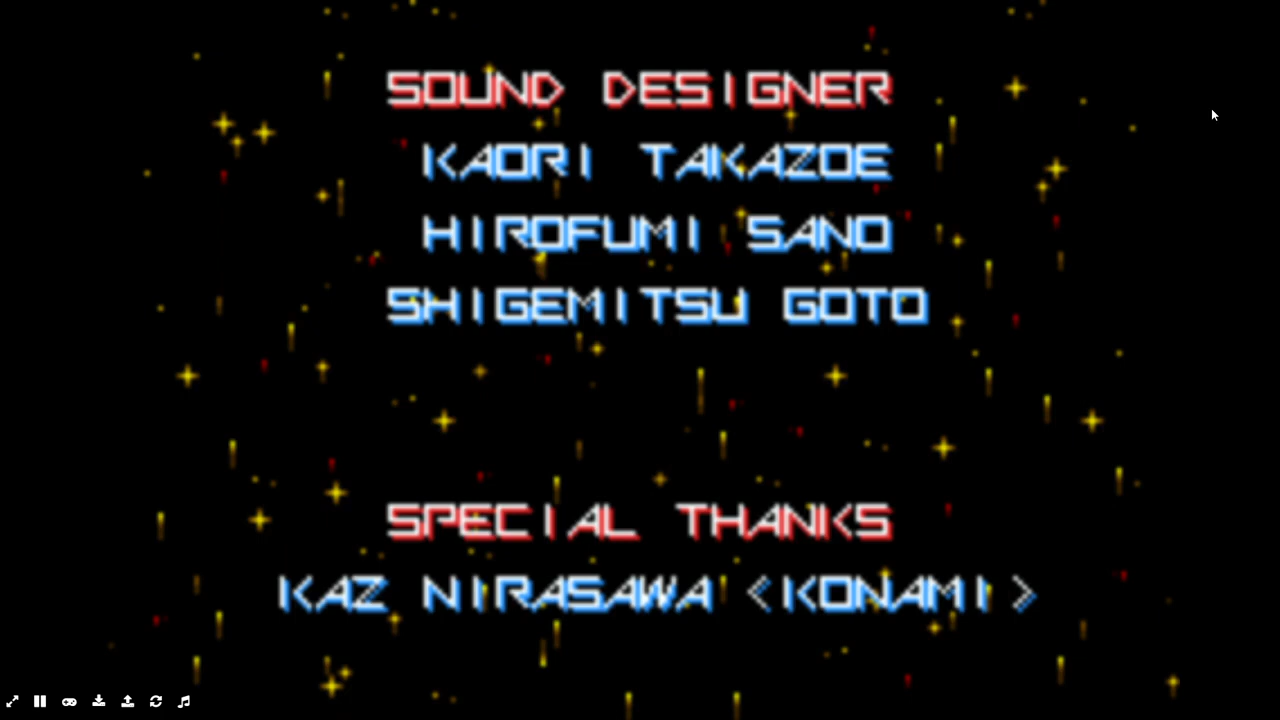 SOUND DESIGNER
KAORI TAKAZOE
HIROFUMI SANO
SHIGEMITSU GOTO
SPECIAL THANKS
KAZ NIRASAWA <KONAMI>